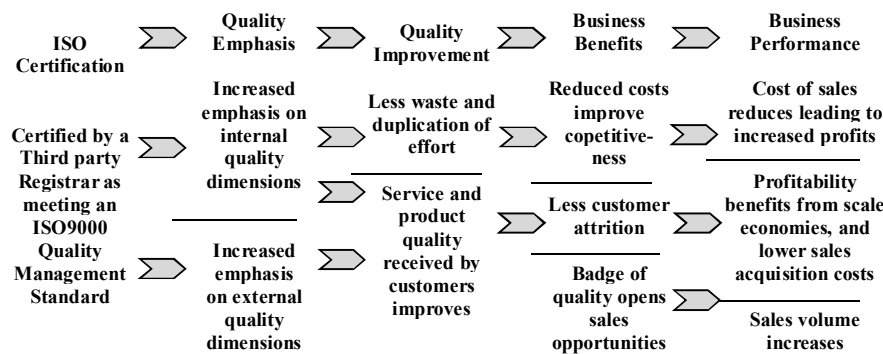 ISO
Certification
Quality
Emphasis
Quality
Improvement
Business
Benefits
Business
Performance
Certified by a
Third party
Registrar as
meeting an
ISO9000
Quality
Management
Standard
Increased
emphasis on
internal
quality
dimensions
Increased
emphasis
on external
quality
dimensions
Less waste and
duplication of
effort
Service and
product
quality
received by
customers
improves
Reduced costs
improve
copetitive-
ness
Less customer
attrition
Badge of
quality opens
sales
opportunities
Cost of sales
reduces leading to
increased profits
Profitability
benefits from scale
economies, and
lower sales
acquisition costs
Sales volume
increases